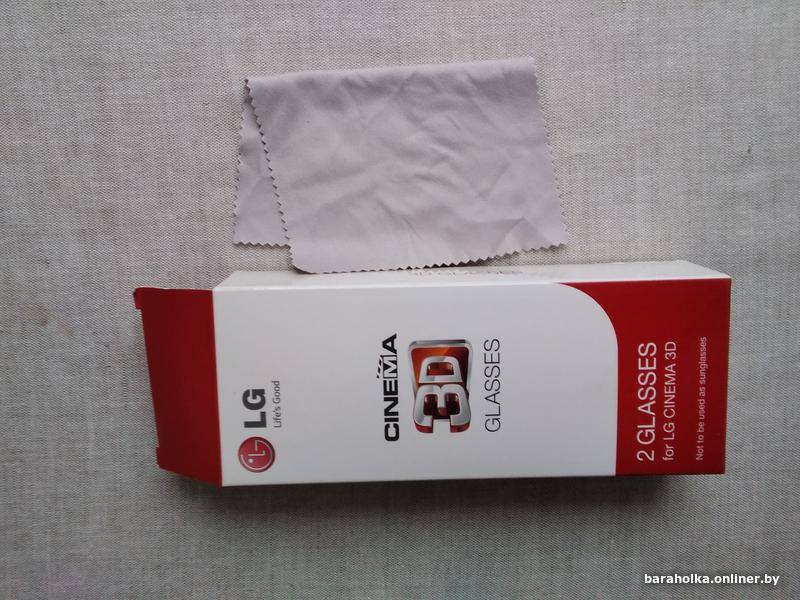 LG
Life's Good
CINEMA
3D
GLASSES
2 GLASSES
for LG CINEMA 3D
Not to be used as sunglasses
baraholka.onliner.by